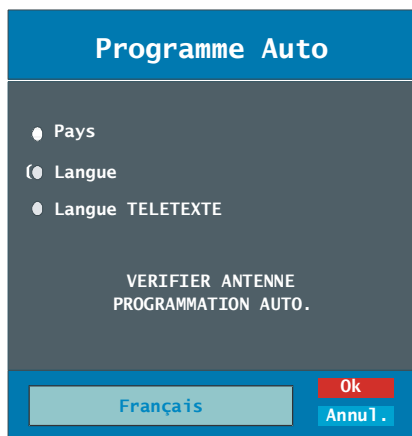 Programme Auto
Pays
Langue
Langue TELETEXTE
VERIFIER ANTENNE
PROGRAMMATION AUTO.
Français
Ok
Annul.